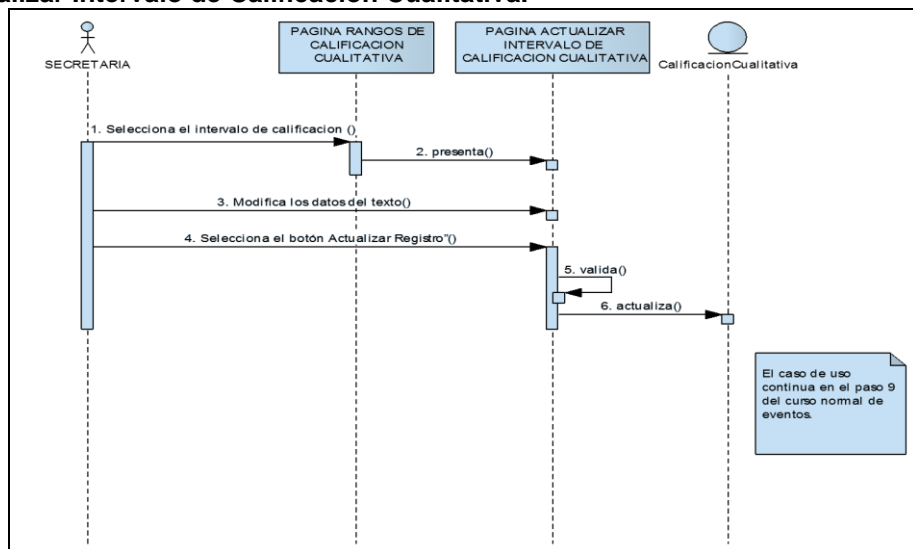 alizar Intervalo de Calificación Cualitativa.
SECRETARIA
PAGINA RANGOS DE
CALIFICACION
CUALITATIVA
PAGINA ACTUALIZAR
INTERVALO DE
CALIFICACION CUALITATIVA
CalificacionCualitativa
1. Selecciona el intervalo de calificacion ()
2. presenta()
3. Modifica los datos del texto()
4. Selecciona el botón Actualizar Registro"()
5. valida()
6. actualiza()
El caso de uso
continua en el paso 9
del curso normal de
eventos.